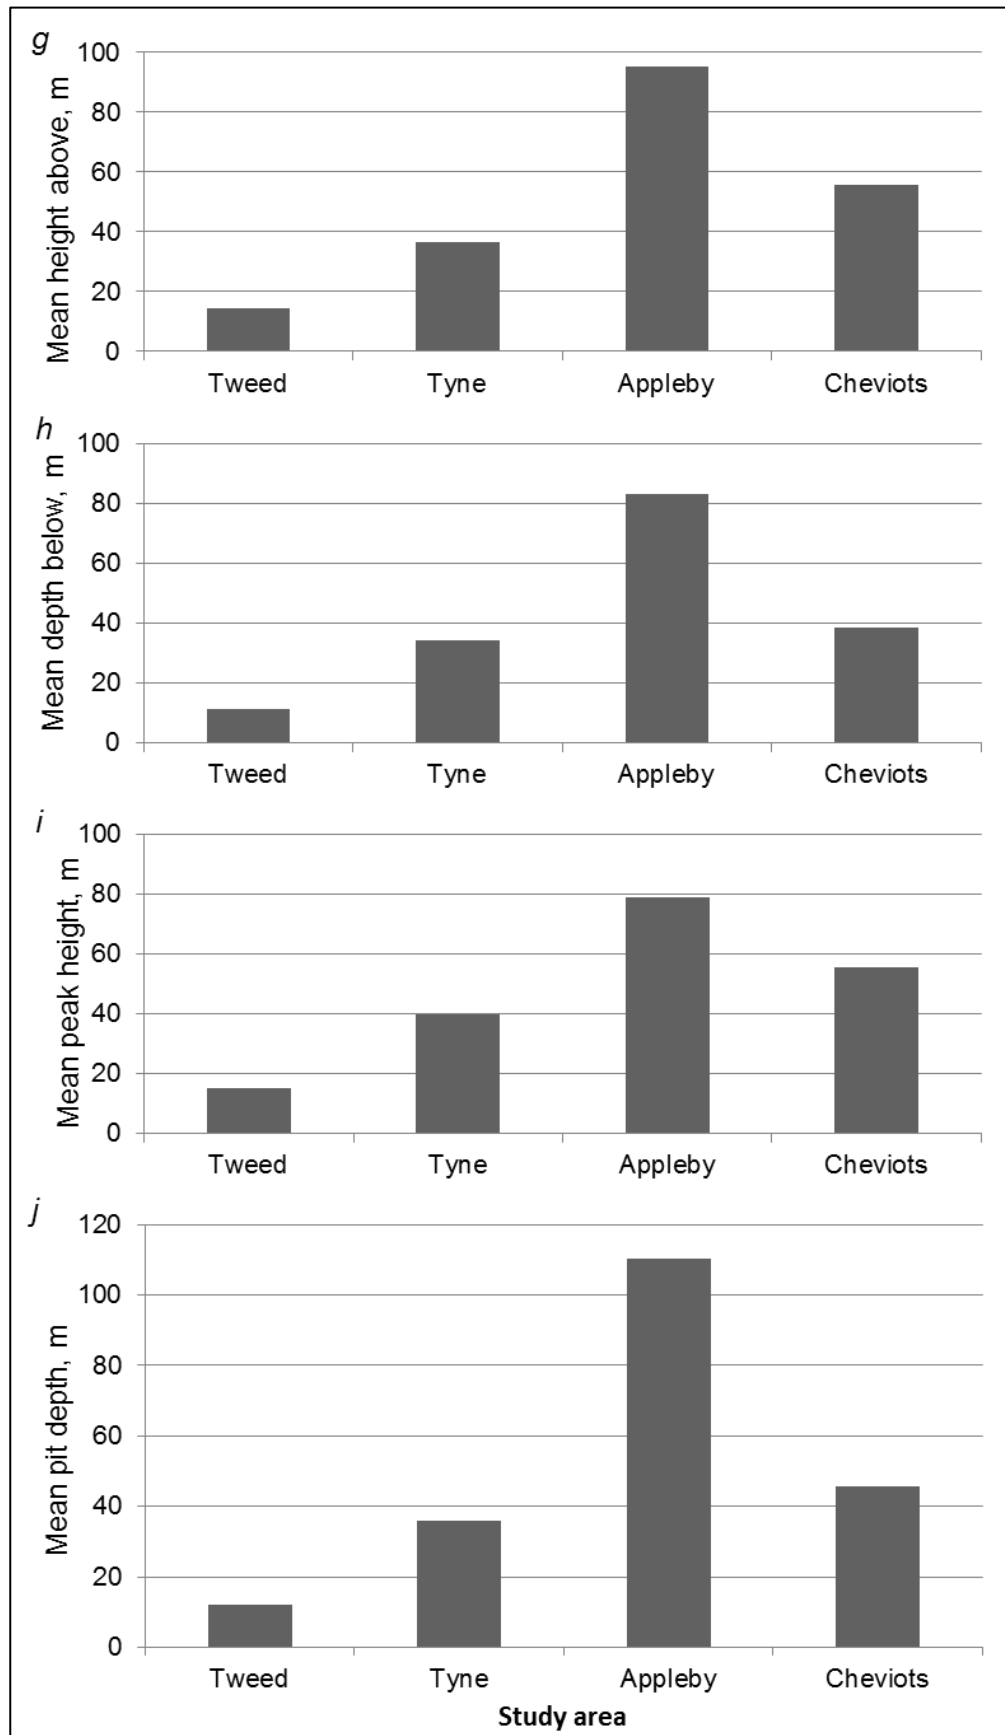 g
Mean height above, m
100
80
60
40
20
0
Tweed Tyne Appleby Cheviots
h
Mean depth below, m
100
80
60
40
20
0
Tweed Tyne Appleby Cheviots
i
Mean peak height, m
100
80
60
40
20
0
Tweed Tyne Appleby Cheviots
j
Mean pit depth, m
120
100
80
60
40
20
0
Tweed Tyne Appleby Cheviots
Study area